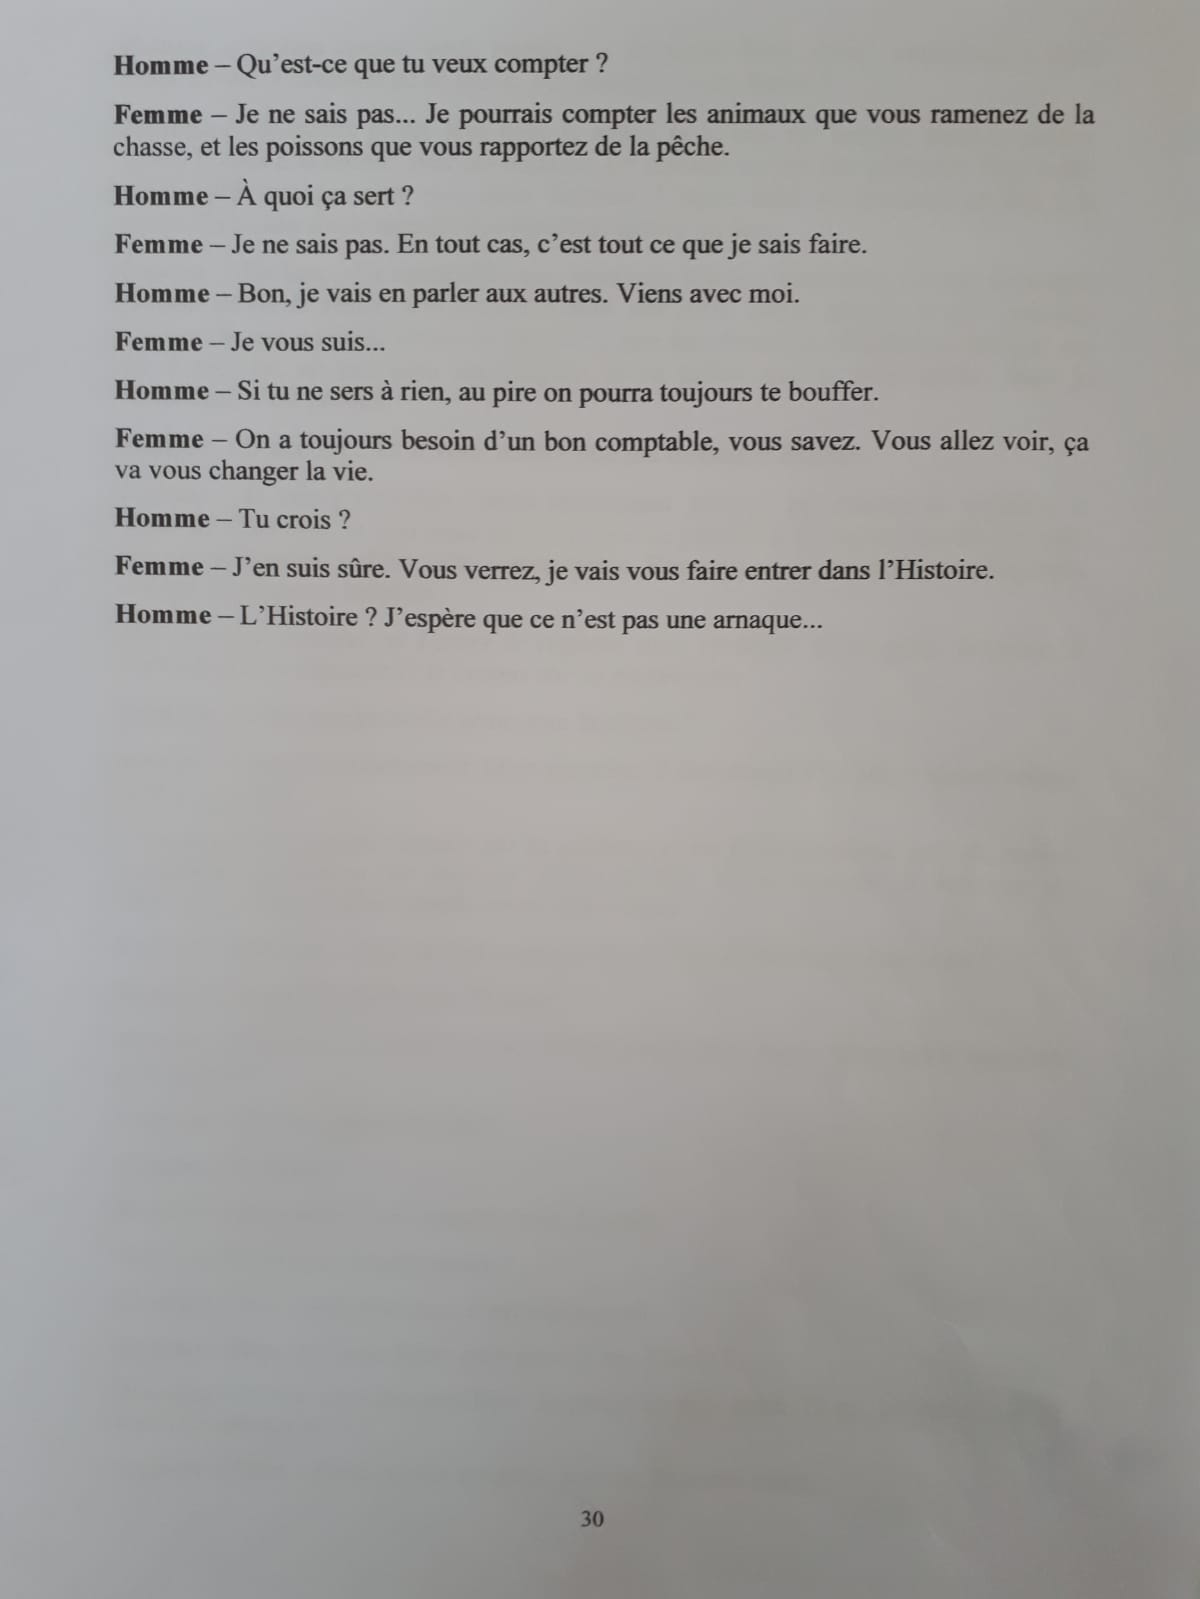 Homme – Qu’est-ce que tu veux compter ?
Femme – Je ne sais pas... Je pourrais compter les animaux que vous ramenez de la
chasse, et les poissons que vous rapportez de la pêche.
Homme – À quoi ça sert ?
Femme – Je ne sais pas. En tout cas, c’est tout ce que je sais faire.
Homme – Bon, je vais en parler aux autres. Viens avec moi.
Femme – Je vous suis...
Homme – Si tu ne sers à rien, au pire on pourra toujours te bouffer.
Femme – On a toujours besoin d’un bon comptable, vous savez. Vous allez voir, ça
va vous changer la vie.
Homme – Tu crois ?
Femme – J’en suis sûre. Vous verrez, je vais vous faire entrer dans l’Histoire.
Homme – L’Histoire ? J’espère que ce n’est pas une arnaque...
30